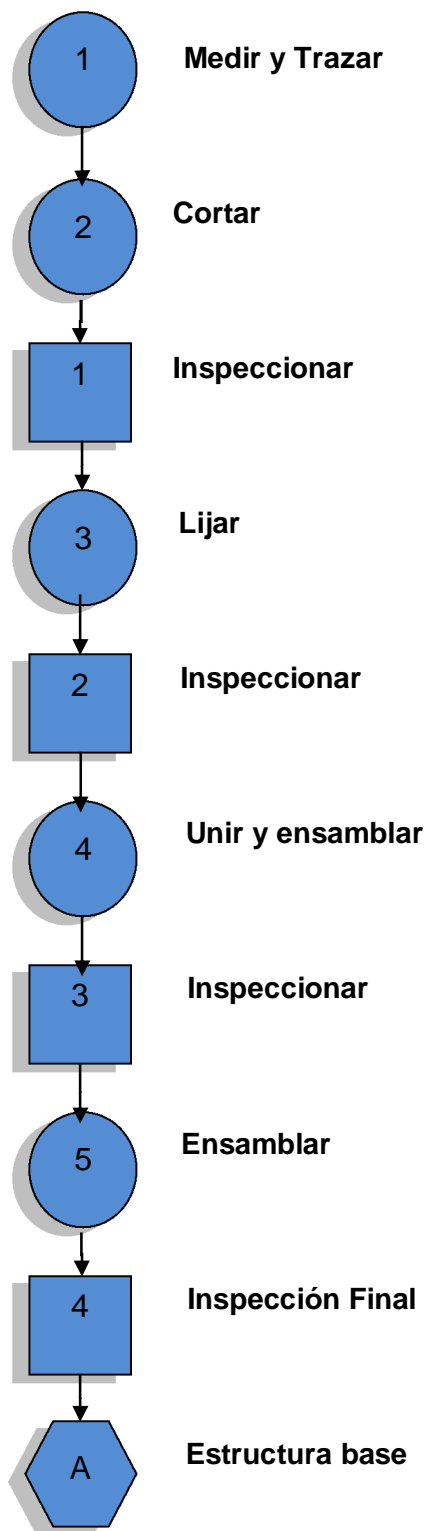 1 Medir y Trazar
2 Cortar
1 Inspeccionar
3 Lijar
2 Inspeccionar
4 Unir y ensamblar
3 Inspeccionar
5 Ensamblar
4 Inspección Final
A Estructura base